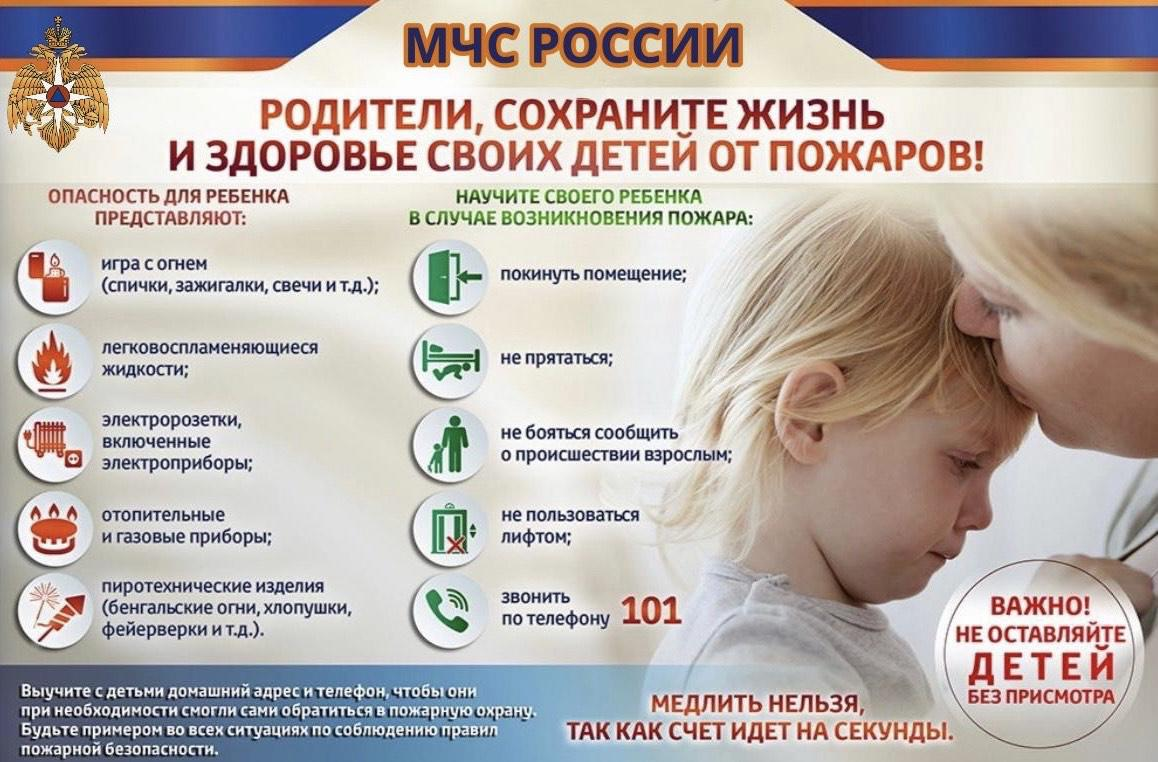 МЧС РОССИИ
РОДИТЕЛИ, СОХРАНИТЕ ЖИЗНЬ
И ЗДОРОВЬЕ СВОИХ ДЕТЕЙ ОТ ПОЖАРОВ!
ОПАСНОСТЬ ДЛЯ РЕБЕНКА
ПРЕДСТАВЛЯЮТ:
игра с огнем
(спички, зажигалки, свечи и т.д.);
легковоспламеняющиеся
жидкости;
электророзетки,
включенные
электроприборы;
отопительные
и газовые приборы;
пиротехнические изделия
(бенгальские огни, хлопушки,
фейерверки и т.д.).
НАУЧИТЕ СВОЕГО РЕБЕНКА
В СЛУЧАЕ ВОЗНИКНОВЕНИЯ ПОЖАРА:
покинуть помещение;
не прятаться;
не бояться сообщить
о происшествии взрослым;
не пользоваться
лифтом;
звонить
по телефону 101
ВАЖНО!
НЕ ОСТАВЛЯЙТЕ
ДЕТЕЙ
БЕЗ ПРИСМОТРА
Выучите с детьми домашний адрес и телефон, чтобы они
при необходимости смогли сами обратиться в пожарную охрану.
Будьте примером во всех ситуациях по соблюдению правил
пожарной безопасности.
МЕДЛИТЬ НЕЛЬЗЯ,
ТАК КАК СЧЕТ ИДЕТ НА СЕКУНДЫ.